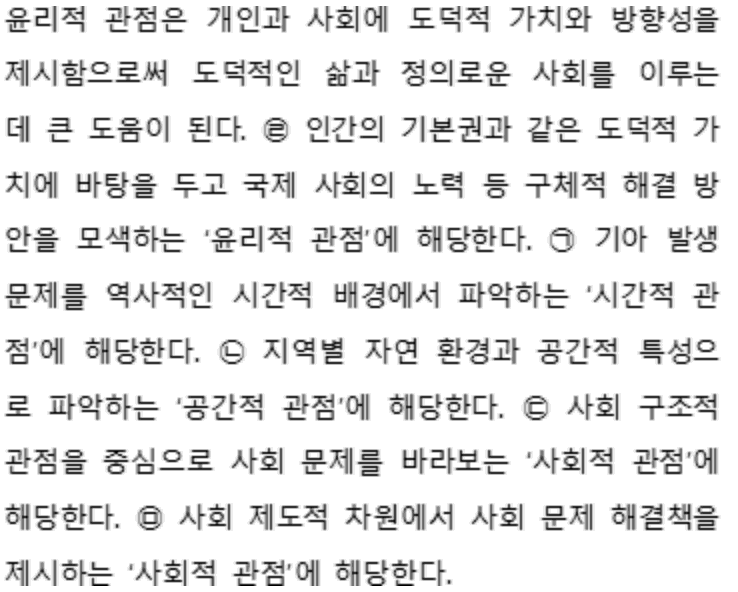 윤리적 관점은 개인과 사회에 도덕적 가치와 방향성을
제시함으로써 도덕적인 삶과 정의로운 사회를 이루는
데 큰 도움이 된다. ㉣ 인간의 기본권과 같은 도덕적 가
치에 바탕을 두고 국제 사회의 노력 등 구체적 해결 방
안을 모색하는 ‘윤리적 관점’에 해당한다. ㉠ 기아 발생
문제를 역사적인 시간적 배경에서 파악하는 ‘시간적 관
점’에 해당한다. ㉡ 지역별 자연 환경과 공간적 특성으
로 파악하는 ‘공간적 관점’에 해당한다. ㉢ 사회 구조적
관점을 중심으로 사회 문제를 바라보는 ‘사회적 관점’에
해당한다. ㉤ 사회 제도적 차원에서 사회 문제 해결책을
제시하는 ‘사회적 관점’에 해당한다.